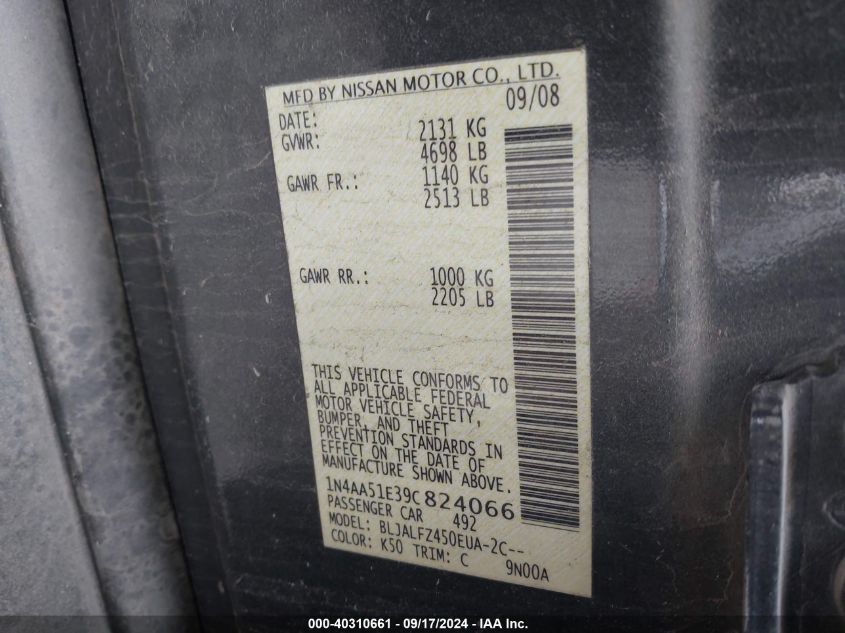 MFD BY NISSAN MOTOR CO., LTD.
DATE: 09/08
GVWR: 2131 KG
4698 LB
GAWR FR.: 1140 KG
2513 LB
GAWR RR.: 1000 KG
2205 LB
THIS VEHICLE CONFORMS TO
ALL APPLICABLE FEDERAL
MOTOR VEHICLE SAFETY,
BUMPER, AND THEFT
PREVENTION STANDARDS IN
EFFECT ON THE DATE OF
MANUFACTURE SHOWN ABOVE.
1N4AA51E39C824066
PASSENGER CAR 492
MODEL: BLJALFZ450EUA-2C--
COLOR: K50 TRIM: C 9N00A
000-40310661 - 09/17/2024 - IAA Inc.